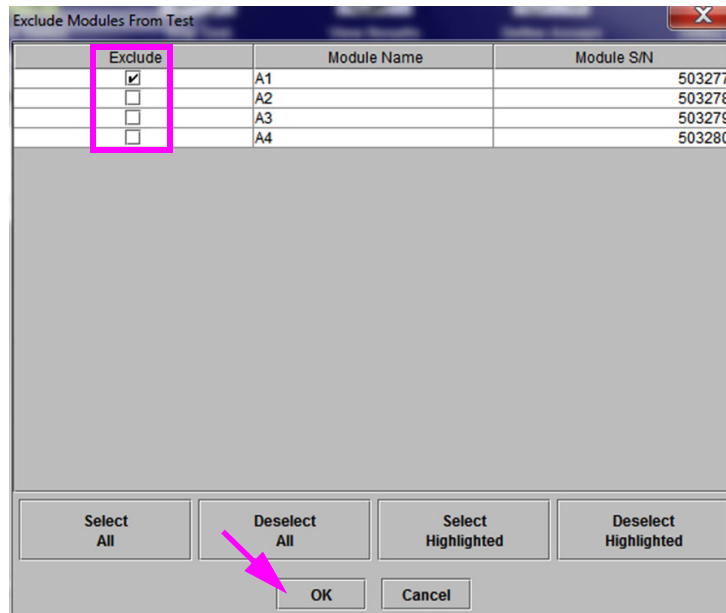 Exclude Modules From Test
Exclude Module Name Module S/N
A1 503277
A2 503278
A3 503279
A4 503280
Select All Deselect All Select Highlighted Deselect Highlighted
OK Cancel